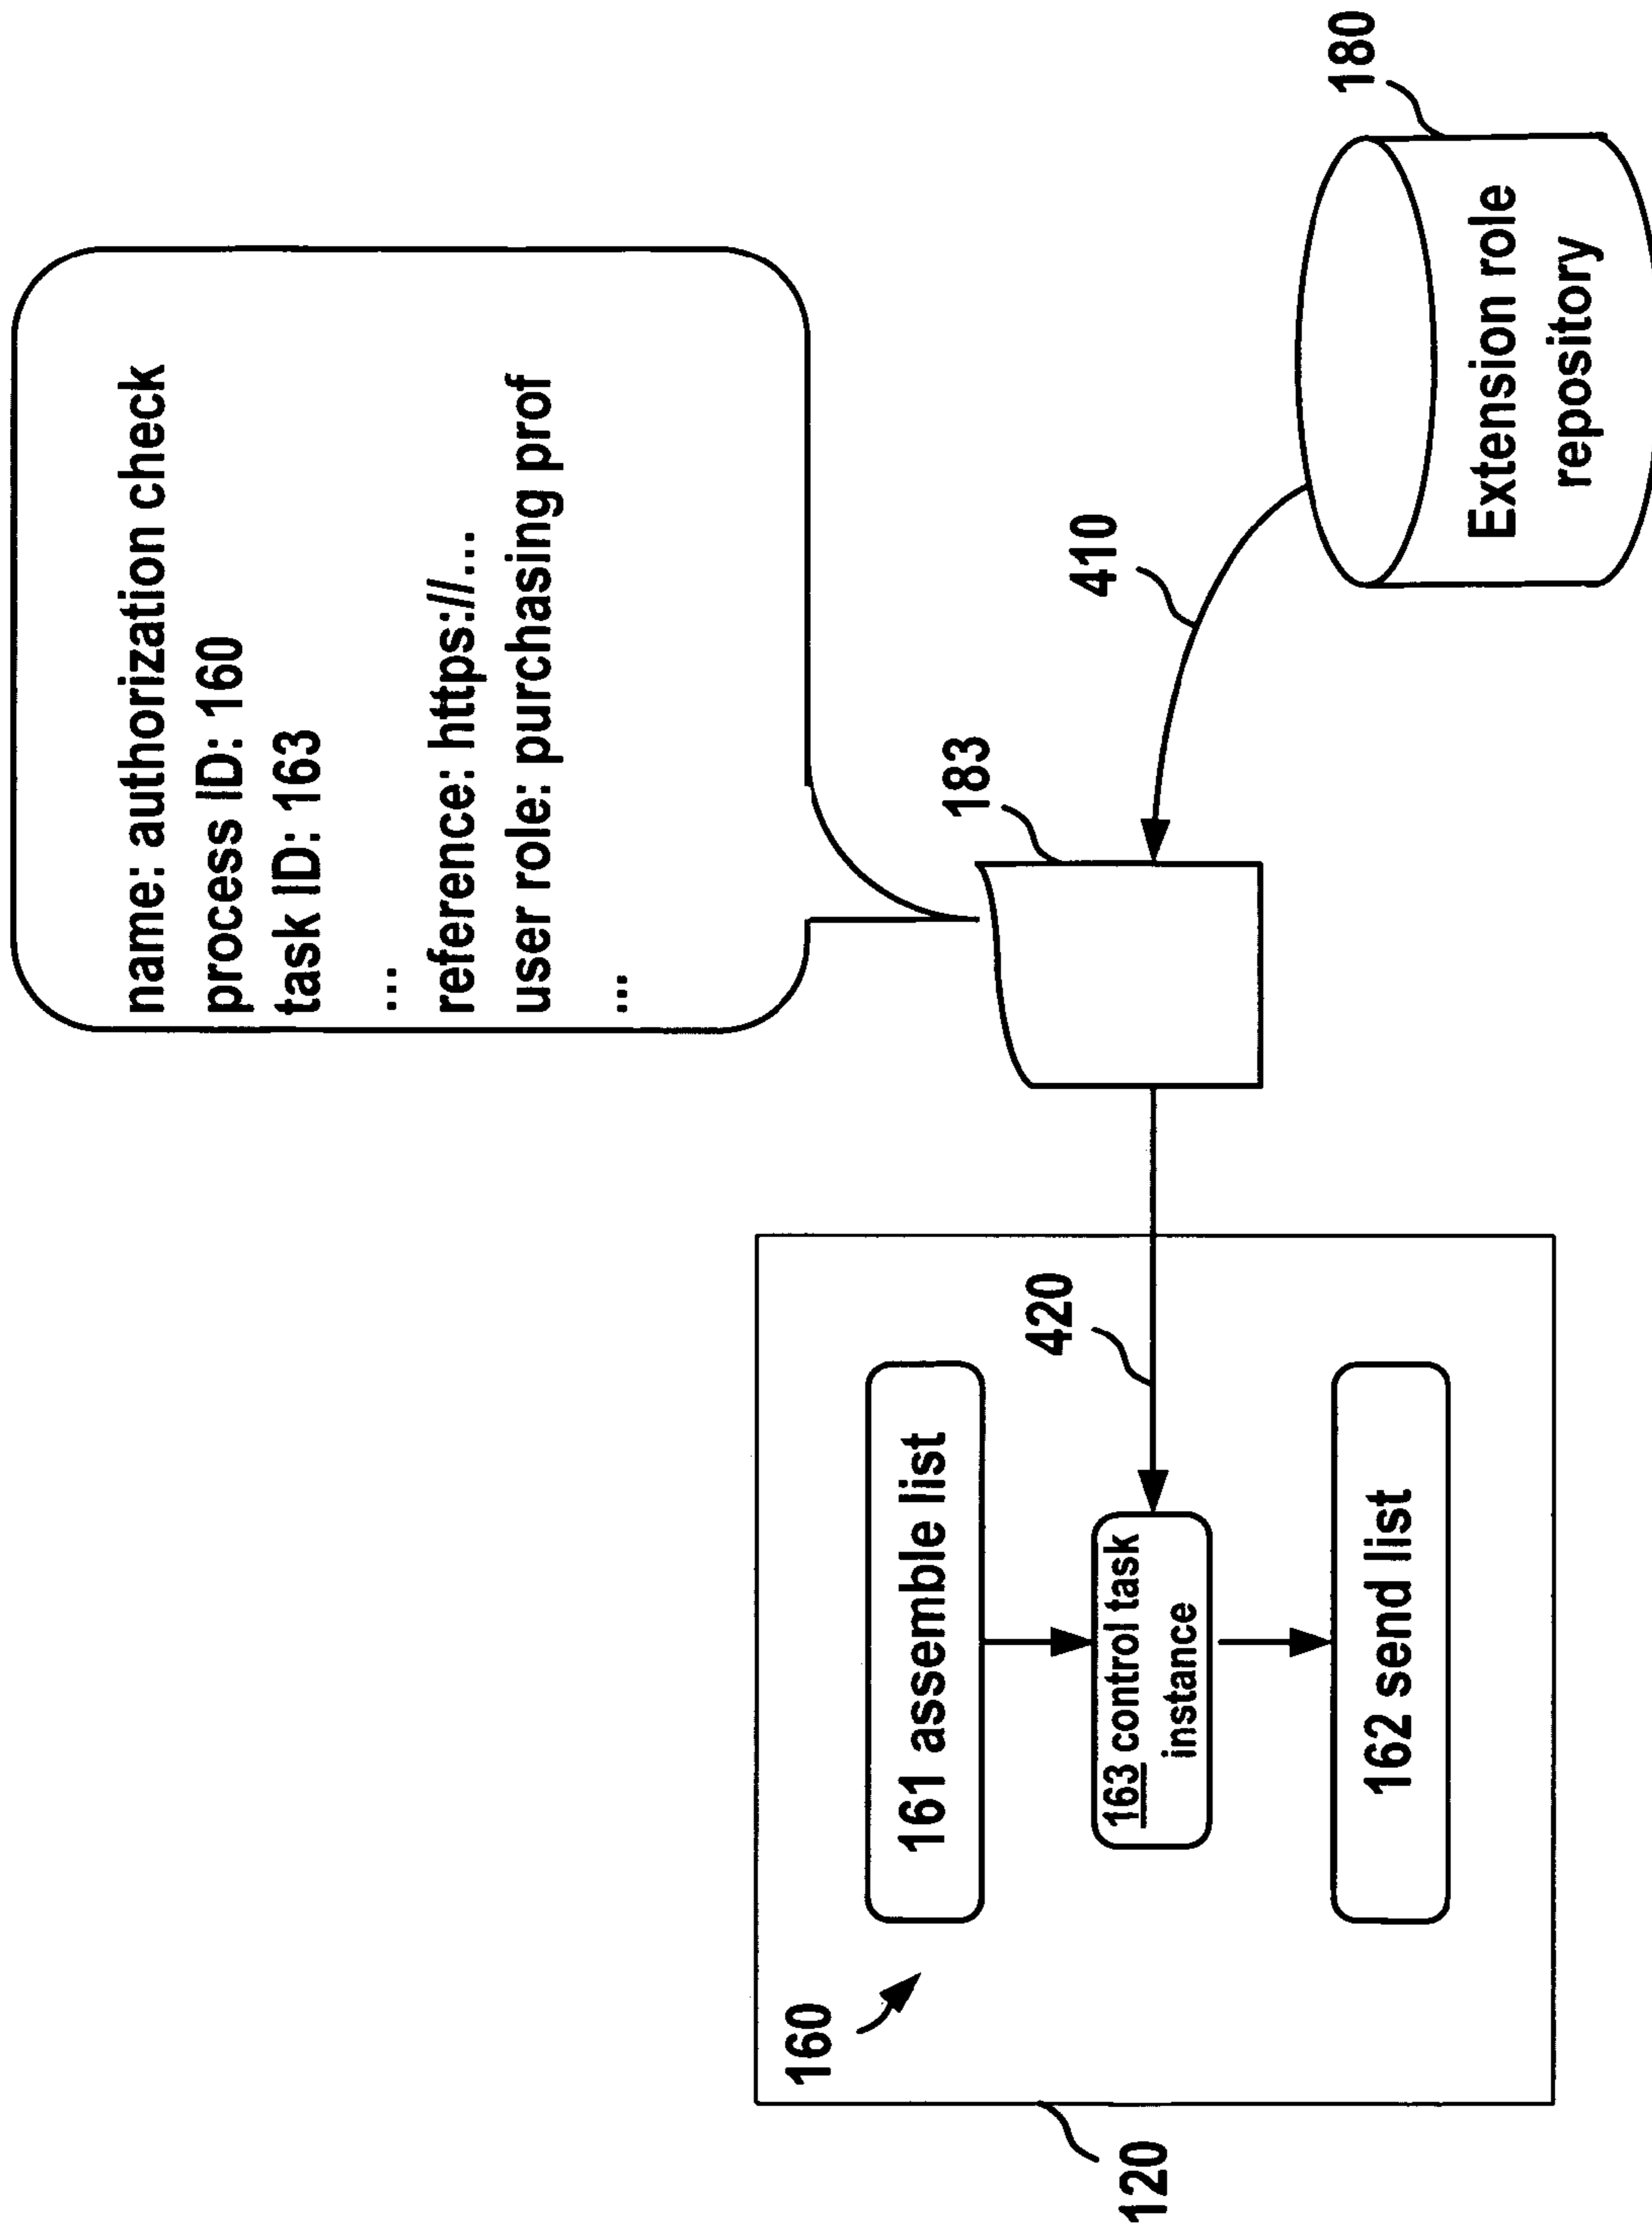 name: authorization check
process ID: 160
task ID: 163
...
reference: https://...
user role: purchasing prof
...
160
161 assemble list
163 control task
instance
162 send list
120
420
183
410
180
Extension role
repository